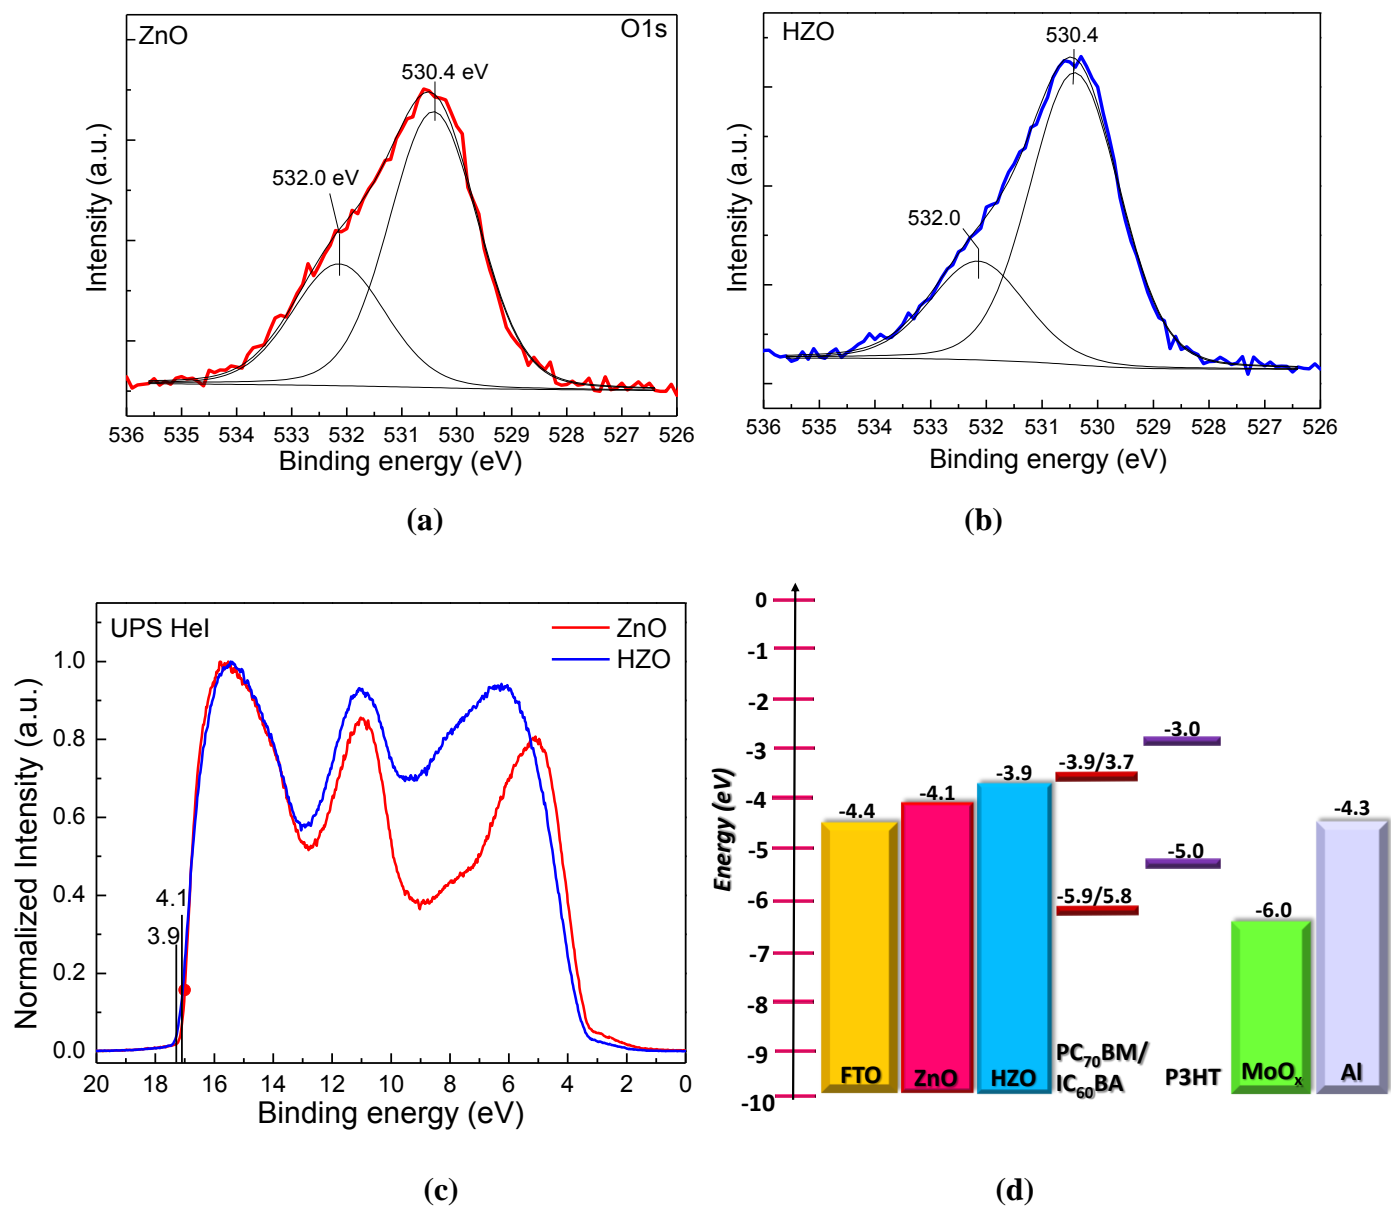 ZnO
O1s
530.4 eV
532.0 eV
Intensity (a.u.)
536 535 534 533 532 531 530 529 528 527 526
Binding energy (eV)
(a)
HZO
530.4
532.0
Intensity (a.u.)
536 535 534 533 532 531 530 529 528 527 526
Binding energy (eV)
(b)
UPS HeI
ZnO
HZO
1.0
0.8
0.6
0.4
0.2
0.0
4.1
3.9
Normalized Intensity (a.u.)
20 18 16 14 12 10 8 6 4 2 0
Binding energy (eV)
(c)
0
-1
-2
-3
-4
-5
-6
-7
-8
-9
-10
Energy (eV)
-4.4
FTO
-4.1
ZnO
-3.9
HZO
-3.9/3.7
-5.9/5.8
PC70BM/
IC60BA
-3.0
-5.0
P3HT
-6.0
MoOx
-4.3
Al
(d)